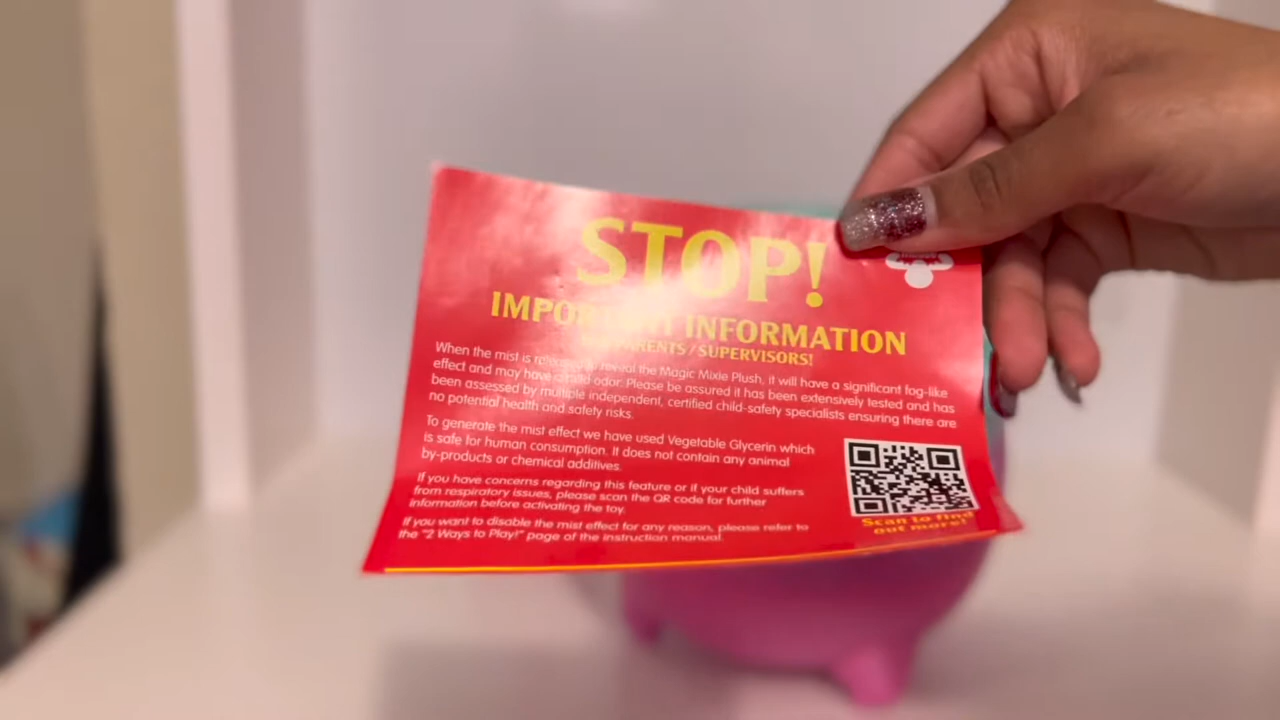 STOP!
IMPORTANT INFORMATION
PARENTS / SUPERVISORS!
When the mist is released to reveal the Magic Mixie Plush, it will have a significant fog-like
effect and may have a mild odor. Please be assured it has been extensively tested and has
been assessed by multiple independent, certified child-safety specialists ensuring there are
no potential health and safety risks.
To generate the mist effect we have used Vegetable Glycerin which
is safe for human consumption. It does not contain any animal
by-products or chemical additives.
If you have concerns regarding this feature or if your child suffers
from respiratory issues, please scan the QR code for further
information before activating the toy.
If you want to disable the mist effect for any reason, please refer to
the "2 Ways to Play!" page of the instruction manual.
Scan to find
out more!